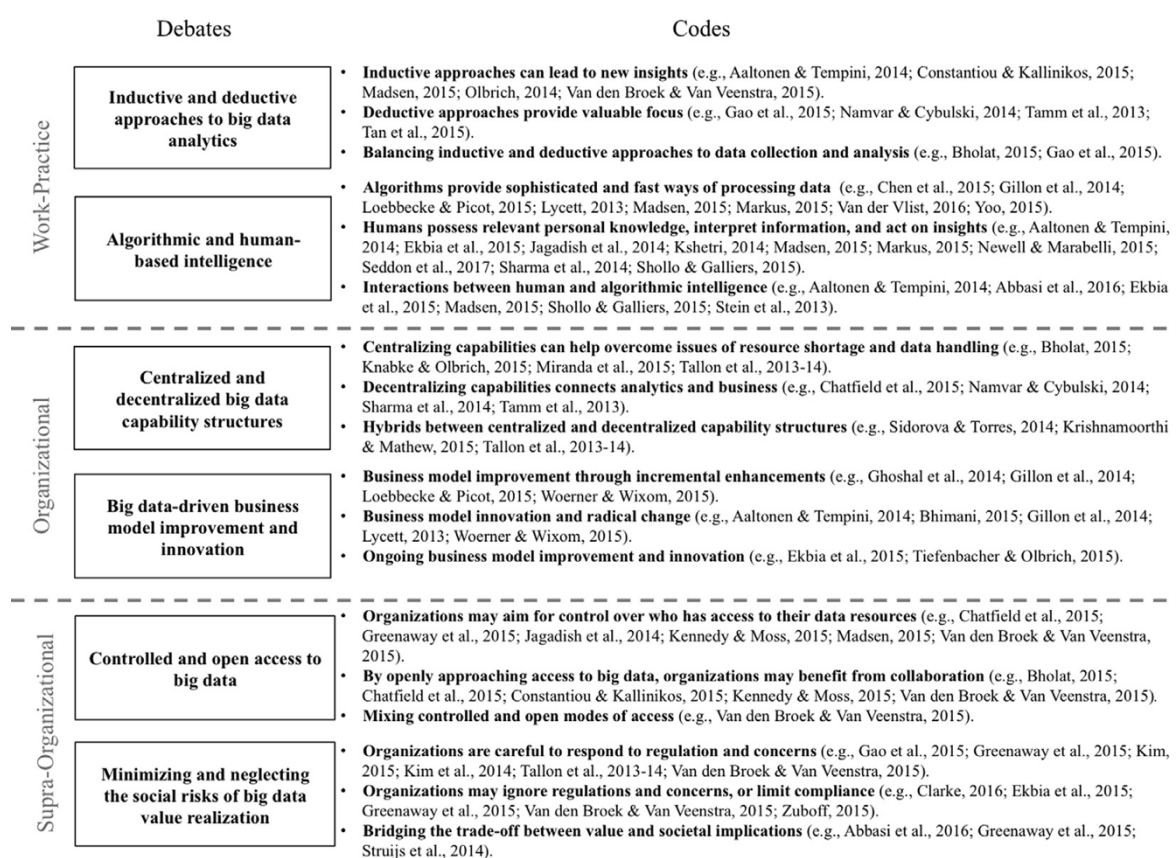 Debates
Codes
Work-Practice
Inductive and deductive
approaches to big data
analytics
• Inductive approaches can lead to new insights (e.g., Aaltonen & Tempini, 2014; Constantiou & Kallinikos, 2015;
Madsen, 2015; Olbrich, 2014; Van den Broek & Van Veenstra, 2015).
• Deductive approaches provide valuable focus (e.g., Gao et al., 2015; Namvar & Cybulski, 2014; Tamm et al., 2013;
Tan et al., 2015).
• Balancing inductive and deductive approaches to data collection and analysis (e.g., Bholat, 2015; Gao et al., 2015).
Algorithmic and human-
based intelligence
• Algorithms provide sophisticated and fast ways of processing data (e.g., Chen et al., 2015; Gillon et al., 2014;
Loebbecke & Picot, 2015; Lycett, 2013; Madsen, 2015; Markus, 2015; Van der Vlist, 2016; Yoo, 2015).
• Humans possess relevant personal knowledge, interpret information, and act on insights (e.g., Aaltonen & Tempini,
2014; Ekbia et al., 2015; Jagadish et al., 2014; Kshetri, 2014; Madsen, 2015; Markus, 2015; Newell & Marabelli, 2015;
Seddon et al., 2017; Sharma et al., 2014; Shollo & Galliers, 2015).
• Interactions between human and algorithmic intelligence (e.g., Aaltonen & Tempini, 2014; Abbasi et al., 2016; Ekbia
et al., 2015; Madsen, 2015; Shollo & Galliers, 2015; Stein et al., 2013).
Organizational
Centralized and
decentralized big data
capability structures
• Centralizing capabilities can help overcome issues of resource shortage and data handling (e.g., Bholat, 2015;
Knabke & Olbrich, 2015; Miranda et al., 2015; Tallon et al., 2013-14).
• Decentralizing capabilities connects analytics and business (e.g., Chatfield et al., 2015; Namvar & Cybulski, 2014;
Sharma et al., 2014; Tamm et al., 2013).
• Hybrids between centralized and decentralized capability structures (e.g., Sidorova & Torres, 2014; Krishnamoorthi
& Mathew, 2015; Tallon et al., 2013-14).
Big data-driven business
model improvement and
innovation
• Business model improvement through incremental enhancements (e.g., Ghoshal et al., 2014; Gillon et al., 2014;
Loebbecke & Picot, 2015; Woerner & Wixom, 2015).
• Business model innovation and radical change (e.g., Aaltonen & Tempini, 2014; Bhimani, 2015; Gillon et al., 2014;
Lycett, 2013; Woerner & Wixom, 2015).
• Ongoing business model improvement and innovation (e.g., Ekbia et al., 2015; Tiefenbacher & Olbrich, 2015).
Supra-Organizational
Controlled and open access to
big data
• Organizations may aim for control over who has access to their data resources (e.g., Chatfield et al., 2015;
Greenaway et al., 2015; Jagadish et al., 2014; Kennedy & Moss, 2015; Madsen, 2015; Van den Broek & Van Veenstra,
2015).
• By openly approaching access to big data, organizations may benefit from collaboration (e.g., Bholat, 2015;
Chatfield et al., 2015; Constantiou & Kallinikos, 2015; Kennedy & Moss, 2015; Van den Broek & Van Veenstra, 2015).
• Mixing controlled and open modes of access (e.g., Van den Broek & Van Veenstra, 2015).
Minimizing and neglecting
the social risks of big data
value realization
• Organizations are careful to respond to regulation and concerns (e.g., Gao et al., 2015; Greenaway et al., 2015; Kim,
2015; Kim et al., 2014; Tallon et al., 2013-14; Van den Broek & Van Veenstra, 2015).
• Organizations may ignore regulations and concerns, or limit compliance (e.g., Clarke, 2016; Ekbia et al., 2015;
Greenaway et al., 2015; Van den Broek & Van Veenstra, 2015; Zuboff, 2015).
• Bridging the trade-off between value and societal implications (e.g., Abbasi et al., 2016; Greenaway et al., 2015;
Struijs et al., 2014).